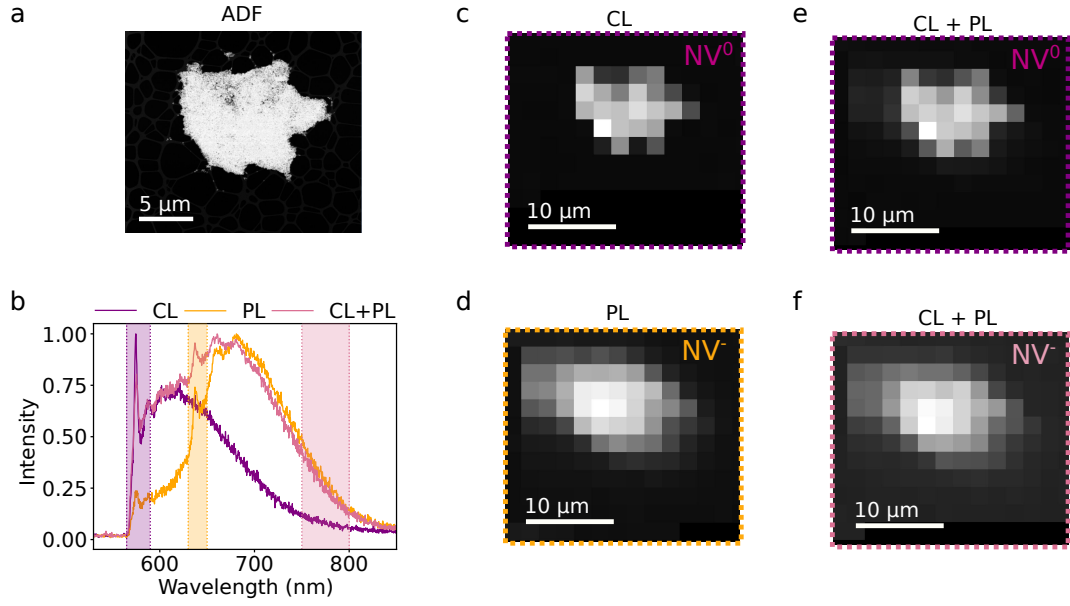 a
ADF
5 μm
b
CL PL CL+PL
1.00
0.75
0.50
0.25
0.00
Intensity
600 700 800
Wavelength (nm)
c
CL
NV⁰
10 μm
d
PL
NV⁻
10 μm
e
CL + PL
NV⁰
10 μm
f
CL + PL
NV⁻
10 μm